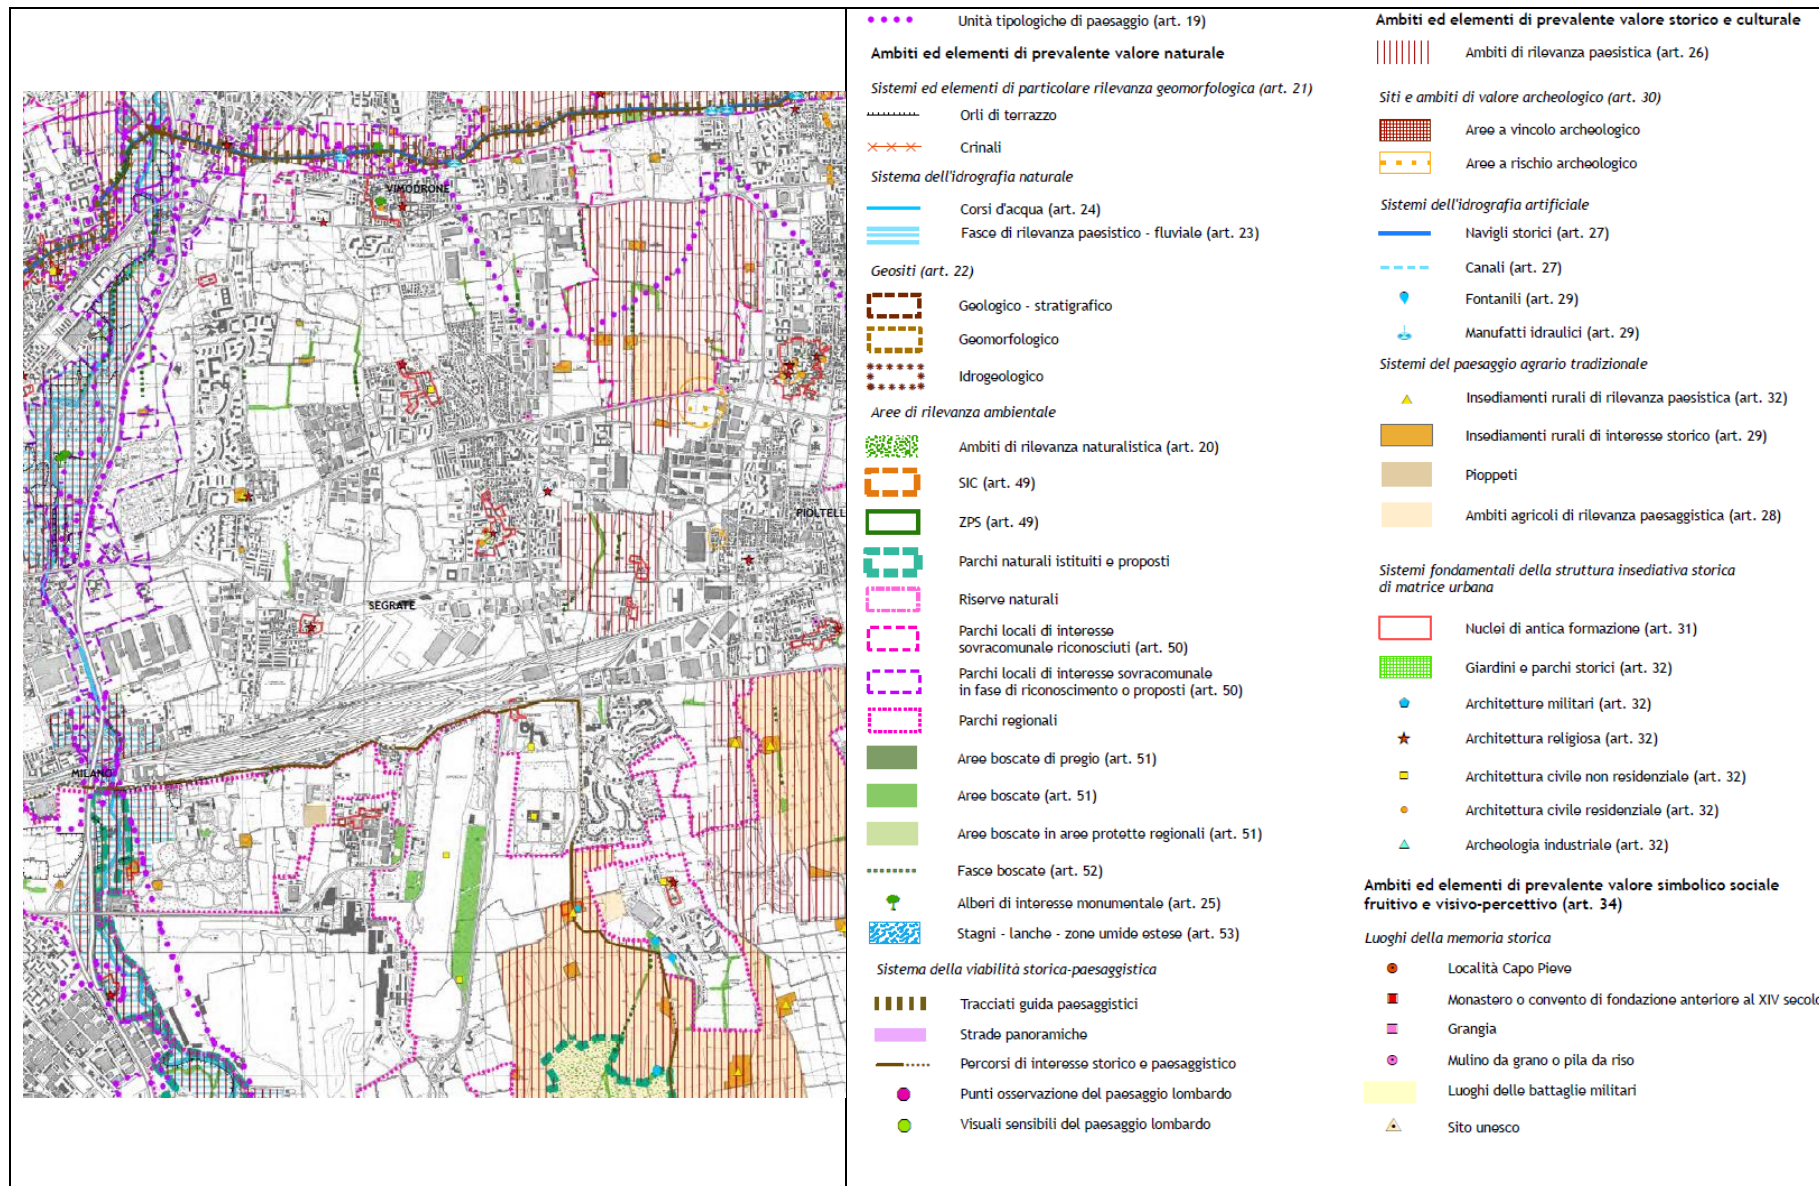 VIMODRONE
PIOLTELL
SEGRATE
MILANO
Unità tipologiche di paesaggio (art. 19)
Ambiti ed elementi di prevalente valore naturale
Sistemi ed elementi di particolare rilevanza geomorfologica (art. 21)
Orli di terrazzo
Crinali
Sistema dell'idrografia naturale
Corsi d'acqua (art. 24)
Fasce di rilevanza paesistico - fluviale (art. 23)
Geositi (art. 22)
Geologico - stratigrafico
Geomorfologico
Idrogeologico
Aree di rilevanza ambientale
Ambiti di rilevanza naturalistica (art. 20)
SIC (art. 49)
ZPS (art. 49)
Parchi naturali istituiti e proposti
Riserve naturali
Parchi locali di interesse
sovracomunale riconosciuti (art. 50)
Parchi locali di interesse sovracomunale
in fase di riconoscimento o proposti (art. 50)
Parchi regionali
Aree boscate di pregio (art. 51)
Aree boscate (art. 51)
Aree boscate in aree protette regionali (art. 51)
Fasce boscate (art. 52)
Alberi di interesse monumentale (art. 25)
Stagni - lanche - zone umide estese (art. 53)
Sistema della viabilità storica-paesaggistica
Tracciati guida paesaggistici
Strade panoramiche
Percorsi di interesse storico e paesaggistico
Punti osservazione del paesaggio lombardo
Visuali sensibili del paesaggio lombardo
Ambiti ed elementi di prevalente valore storico e culturale
Ambiti di rilevanza paesistica (art. 26)
Siti e ambiti di valore archeologico (art. 30)
Aree a vincolo archeologico
Aree a rischio archeologico
Sistemi dell'idrografia artificiale
Navigli storici (art. 27)
Canali (art. 27)
Fontanili (art. 29)
Manufatti idraulici (art. 29)
Sistemi del paesaggio agrario tradizionale
Insediamenti rurali di rilevanza paesistica (art. 32)
Insediamenti rurali di interesse storico (art. 29)
Pioppeti
Ambiti agricoli di rilevanza paesaggistica (art. 28)
Sistemi fondamentali della struttura insediativa storica
di matrice urbana
Nuclei di antica formazione (art. 31)
Giardini e parchi storici (art. 32)
Architetture militari (art. 32)
Architettura religiosa (art. 32)
Architettura civile non residenziale (art. 32)
Architettura civile residenziale (art. 32)
Archeologia industriale (art. 32)
Ambiti ed elementi di prevalente valore simbolico sociale
fruitivo e visivo-percettivo (art. 34)
Luoghi della memoria storica
Località Capo Pieve
Monastero o convento di fondazione anteriore al XIV secolo
Grangia
Mulino da grano o pila da riso
Luoghi delle battaglie militari
Sito unesco